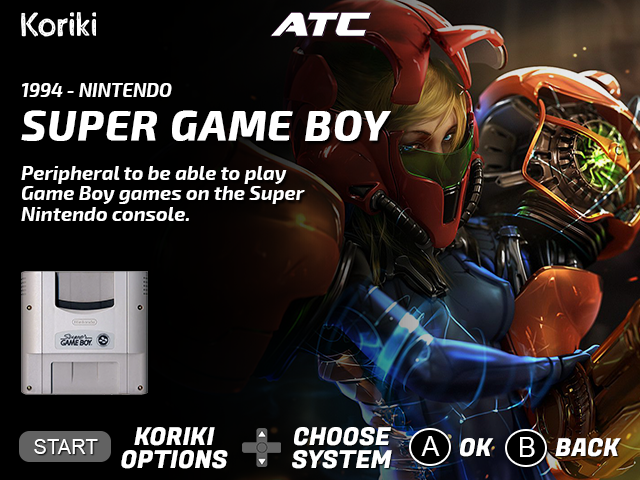 Koriki
ATC
1994 - NINTENDO
SUPER GAME BOY
Peripheral to be able to play
Game Boy games on the Super
Nintendo console.
Nintendo
Super
GAME BOY
START
KORIKI
OPTIONS
CHOOSE
SYSTEM
A
OK
B
BACK